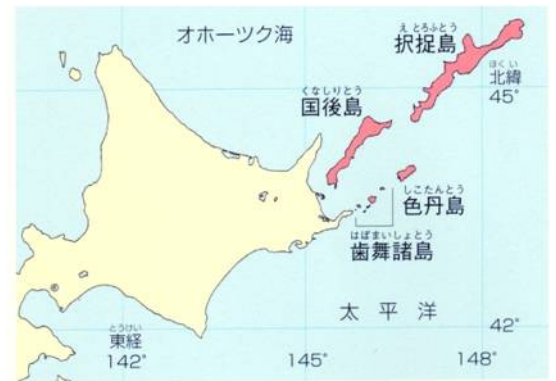 オホーツク海
えとろふとう
択捉島
ほくい
北緯
45°
くなしりとう
国後島
しこたんとう
色丹島
はぼまいしょとう
歯舞諸島
太平洋
42°
とうけい
東経
142°
145°
148°